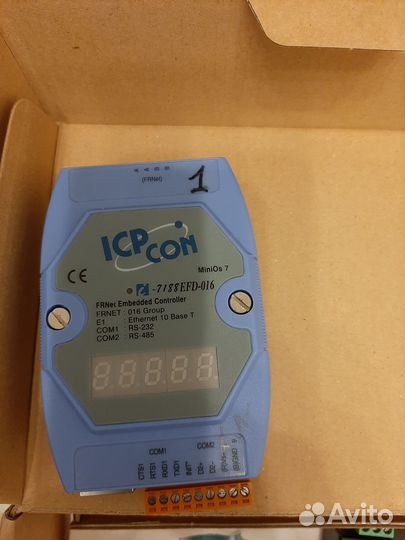 A A B B
(FRNet)
1
ICP CON
MiniOs 7
CE
-7188EFD-016
FRNet Embedded Controller
FRNET : 016 Group
E1 : Ethernet 10 Base T
COM1 : RS-232
COM2 : RS-485
COM1 COM2
CTS1
RTS1
RXD1
TXD1
INIT*
D2+
D2-
Avito